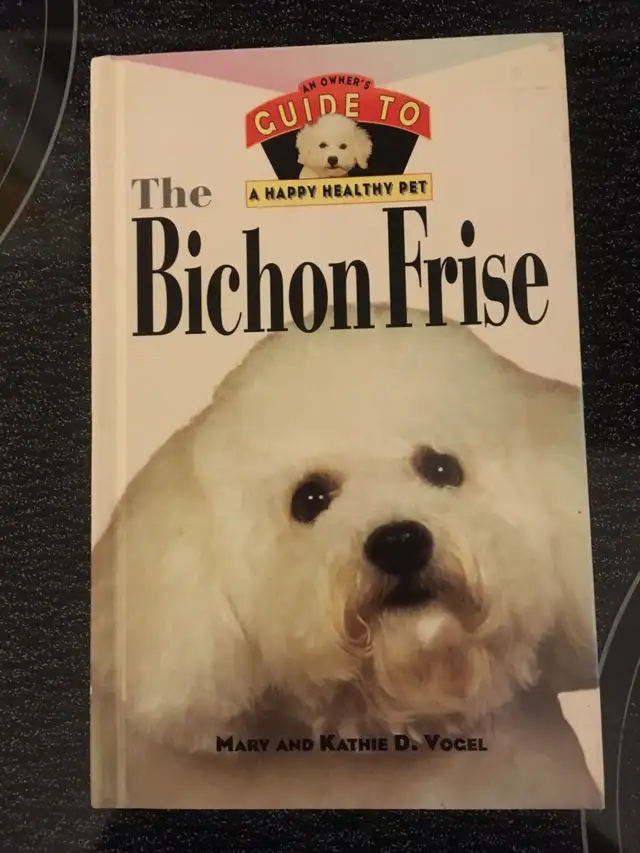 AN OWNER'S
GUIDE TO
A HAPPY HEALTHY PET
The
Bichon Frise
MARY AND KATHIE D. VOGEL